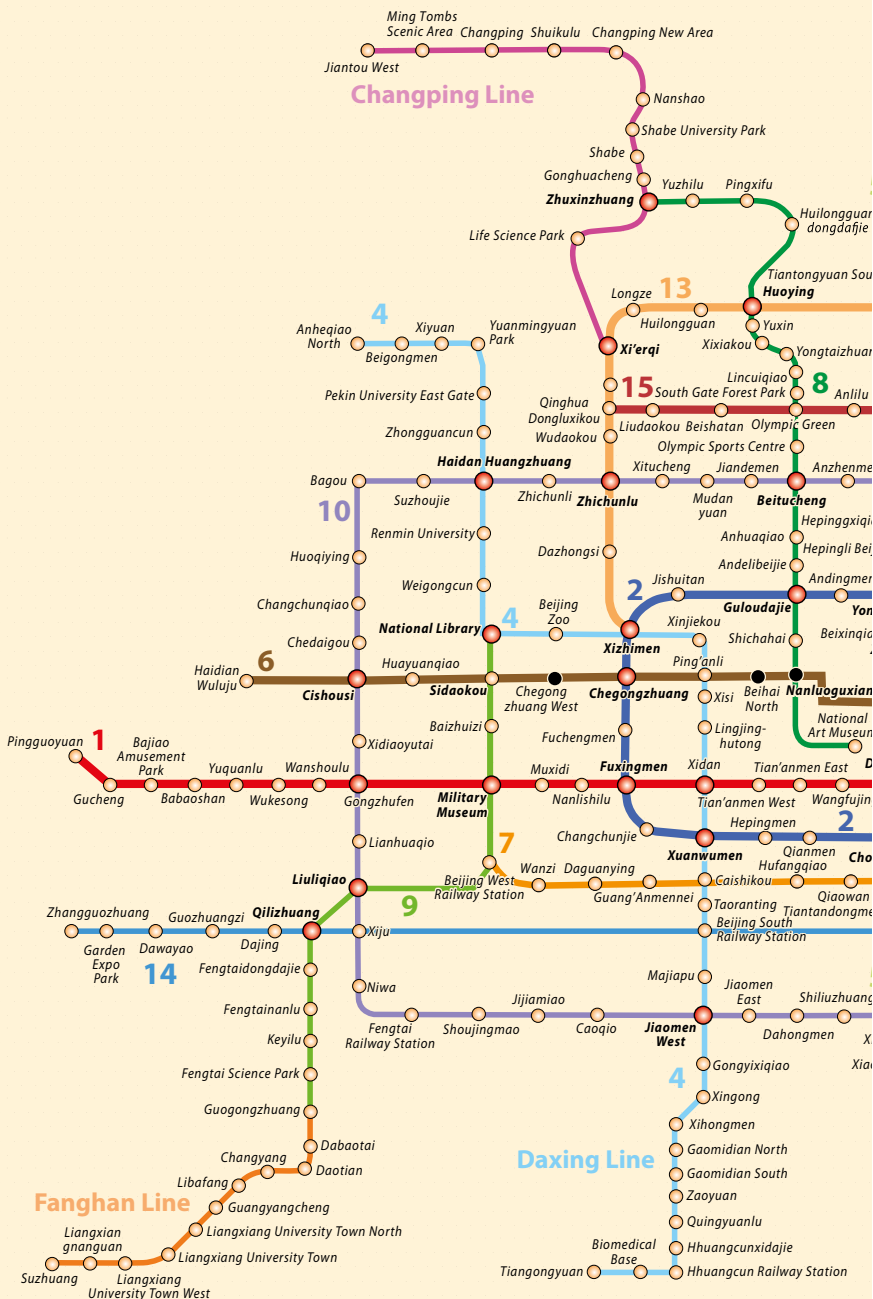 Ming Tombs
Scenic Area
Changping
Shuikulu
Changping New Area
Jiantou West
Changping Line
Nanshao
Shabe University Park
Shabe
Gonghuacheng
Yuzhilu
Pingxifu
Zhuxinzhuang
Huilongguan
dongdafjie
Life Science Park
Tiantongyuan Sou
Huoying
Longze
13
Huilongguan
4
Anheqiao
North
Xiyuan
Beigongmen
Yuanmingyuan
Park
Yuxin
Xixiakou
Xi'erqi
Yongtaizhuan
Lincuiqiao
15
South Gate Forest Park
8
Anlilu
Pekin University East Gate
Qinghua
Dongluxikou
Liudaokou
Beishatan
Olympic Green
Zhongguancun
Wudaokou
Olympic Sports Centre
Haidan Huangzhuang
Bagou
Suzhoujie
Zhichunli
Zhichunlu
Xitucheng
Jiandemen
Mudan
yuan
Beitucheng
Anzhenme
10
Hepinggxiqia
Renmin University
Anhuaqiao
Hepingli Beij
Huoqiying
Dazhongsi
Andelibeijie
Weigongcun
2
Jishuitan
Andingmen
Changchunqiao
Guloudajie
Yon
4
Beijing
Zoo
Xinjiekou
National Library
Xizhimen
Shichahai
Beixinqia
Chedaigou
6
Haidian
Wuluju
Huayuanqiao
Ping'anli
Cishousi
Sidaokou
Chegong
zhuang West
Chegongzhuang
Xisi
Beihai
North
Nanluoguxian
National
Art Museum
Baizhuizi
Fuchengmen
Lingjing-
hutong
Pingguoyuan
1
Xidiaoyutai
D
Bajiao
Amusement
Park
Yuquanlu
Wanshoulu
Muxidi
Fuxingmen
Xidan
Tian'anmen East
Gucheng
Babaoshan
Wukesong
Gongzhufen
Military
Museum
Nanlishilu
Tian'anmen West
Wangfujin
Changchunjie
Hepingmen
2
Lianhuaqio
7
Xuanwumen
Qianmen
Cho
Hufangqiao
Liuliqiao
Beijing West
Railway Station
Wanzi
Daguanying
Guang'Anmennei
Caishikou
Qiaowan
Tiantandongme
9
Taoranting
Zhangguozhuang
Guozhuangzi
Qilizhuang
Beijing South
Railway Station
Garden
Expo
Park
Dawayao
Dajing
Xiju
14
Fengtaidongdajie
Majiapu
Niwa
Jiaomen
East
Shiliuzhuang
Fengtainanlu
Fengtai
Railway Station
Shoujingmao
Jijiamiao
Caoqio
Jiaomen
West
Dahongmen
X
Keyilu
Xiao
Fengtai Science Park
Gongyixiqiao
4
Guogongzhuang
Xingong
Xihongmen
Dabaotai
Gaomidian North
Daxing Line
Changyang
Daotian
Gaomidian South
Libafang
Zaoyuan
Fanghan Line
Guangyangcheng
Quingyuanlu
Liangxiang University Town North
Liangxian
gnanguan
Liangxiang University Town
Hhuangcunxidajie
Biomedical
Base
Suzhuang
Liangxiang
University Town West
Tiangongyuan
Hhuangcun Railway Station